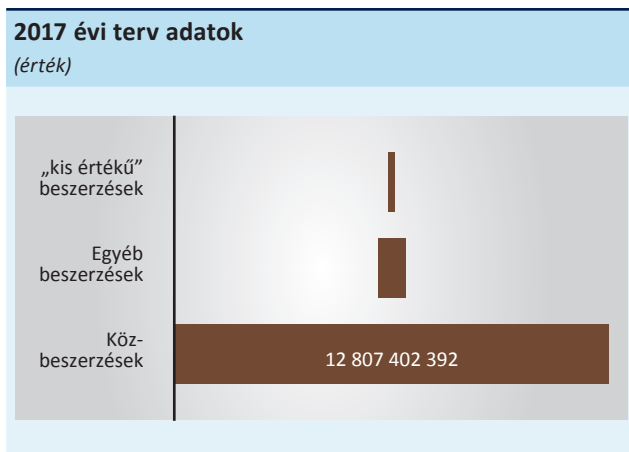 2017 évi terv adatok
(érték)
„kis értékű”
beszerzések
Egyéb
beszerzések
Köz-
beszerzések
12 807 402 392